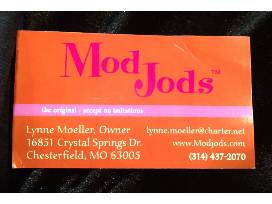 Mod
Jods™
the original - accept no imitations
Lynne Moeller, Owner lynne.moeller@charter.net
16851 Crystal Springs Dr. www.Modjods.com
Chesterfield, MO 63005 (314) 437-2070